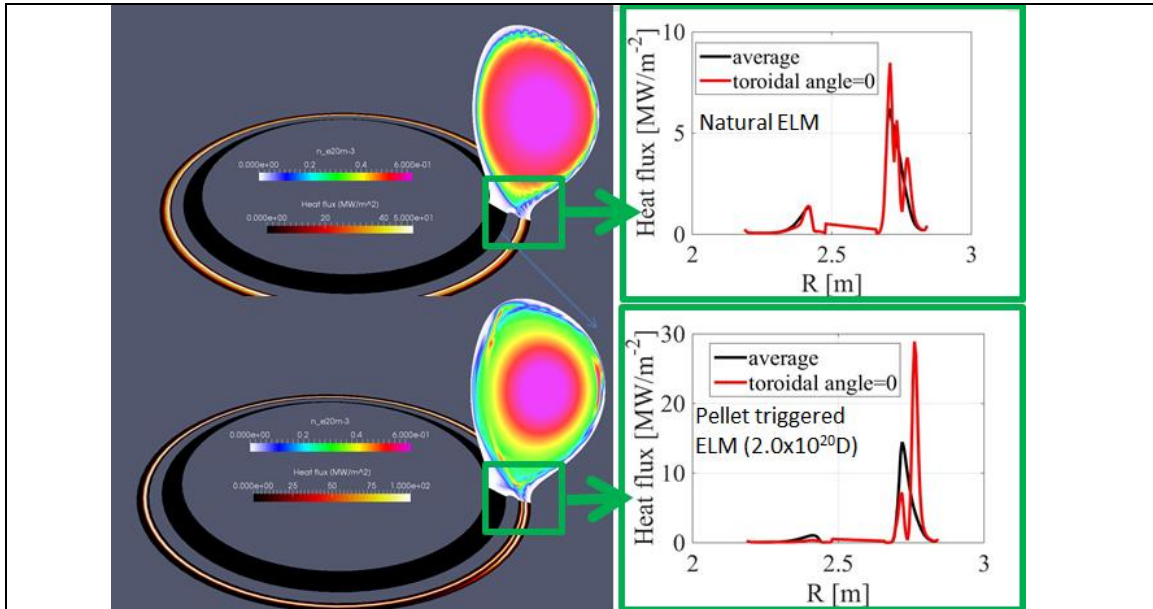 n_e20m-3
0.000e+00 0.2 0.4 6.000e-01
Heat flux (MW/m^2)
0.000e+00 20 40 5.000e+01
10
5
0
Heat flux [MW/m⁻²]
average
toroidal angle=0
Natural ELM
2 2.5 3
R [m]
n_e20m-3
0.000e+00 0.2 0.4 6.000e-01
Heat flux (MW/m^2)
0.000e+00 25 50 75 1.000e+02
30
20
10
0
Heat flux [MW/m⁻²]
average
toroidal angle=0
Pellet triggered
ELM (2.0x10²⁰D)
2 2.5 3
R [m]